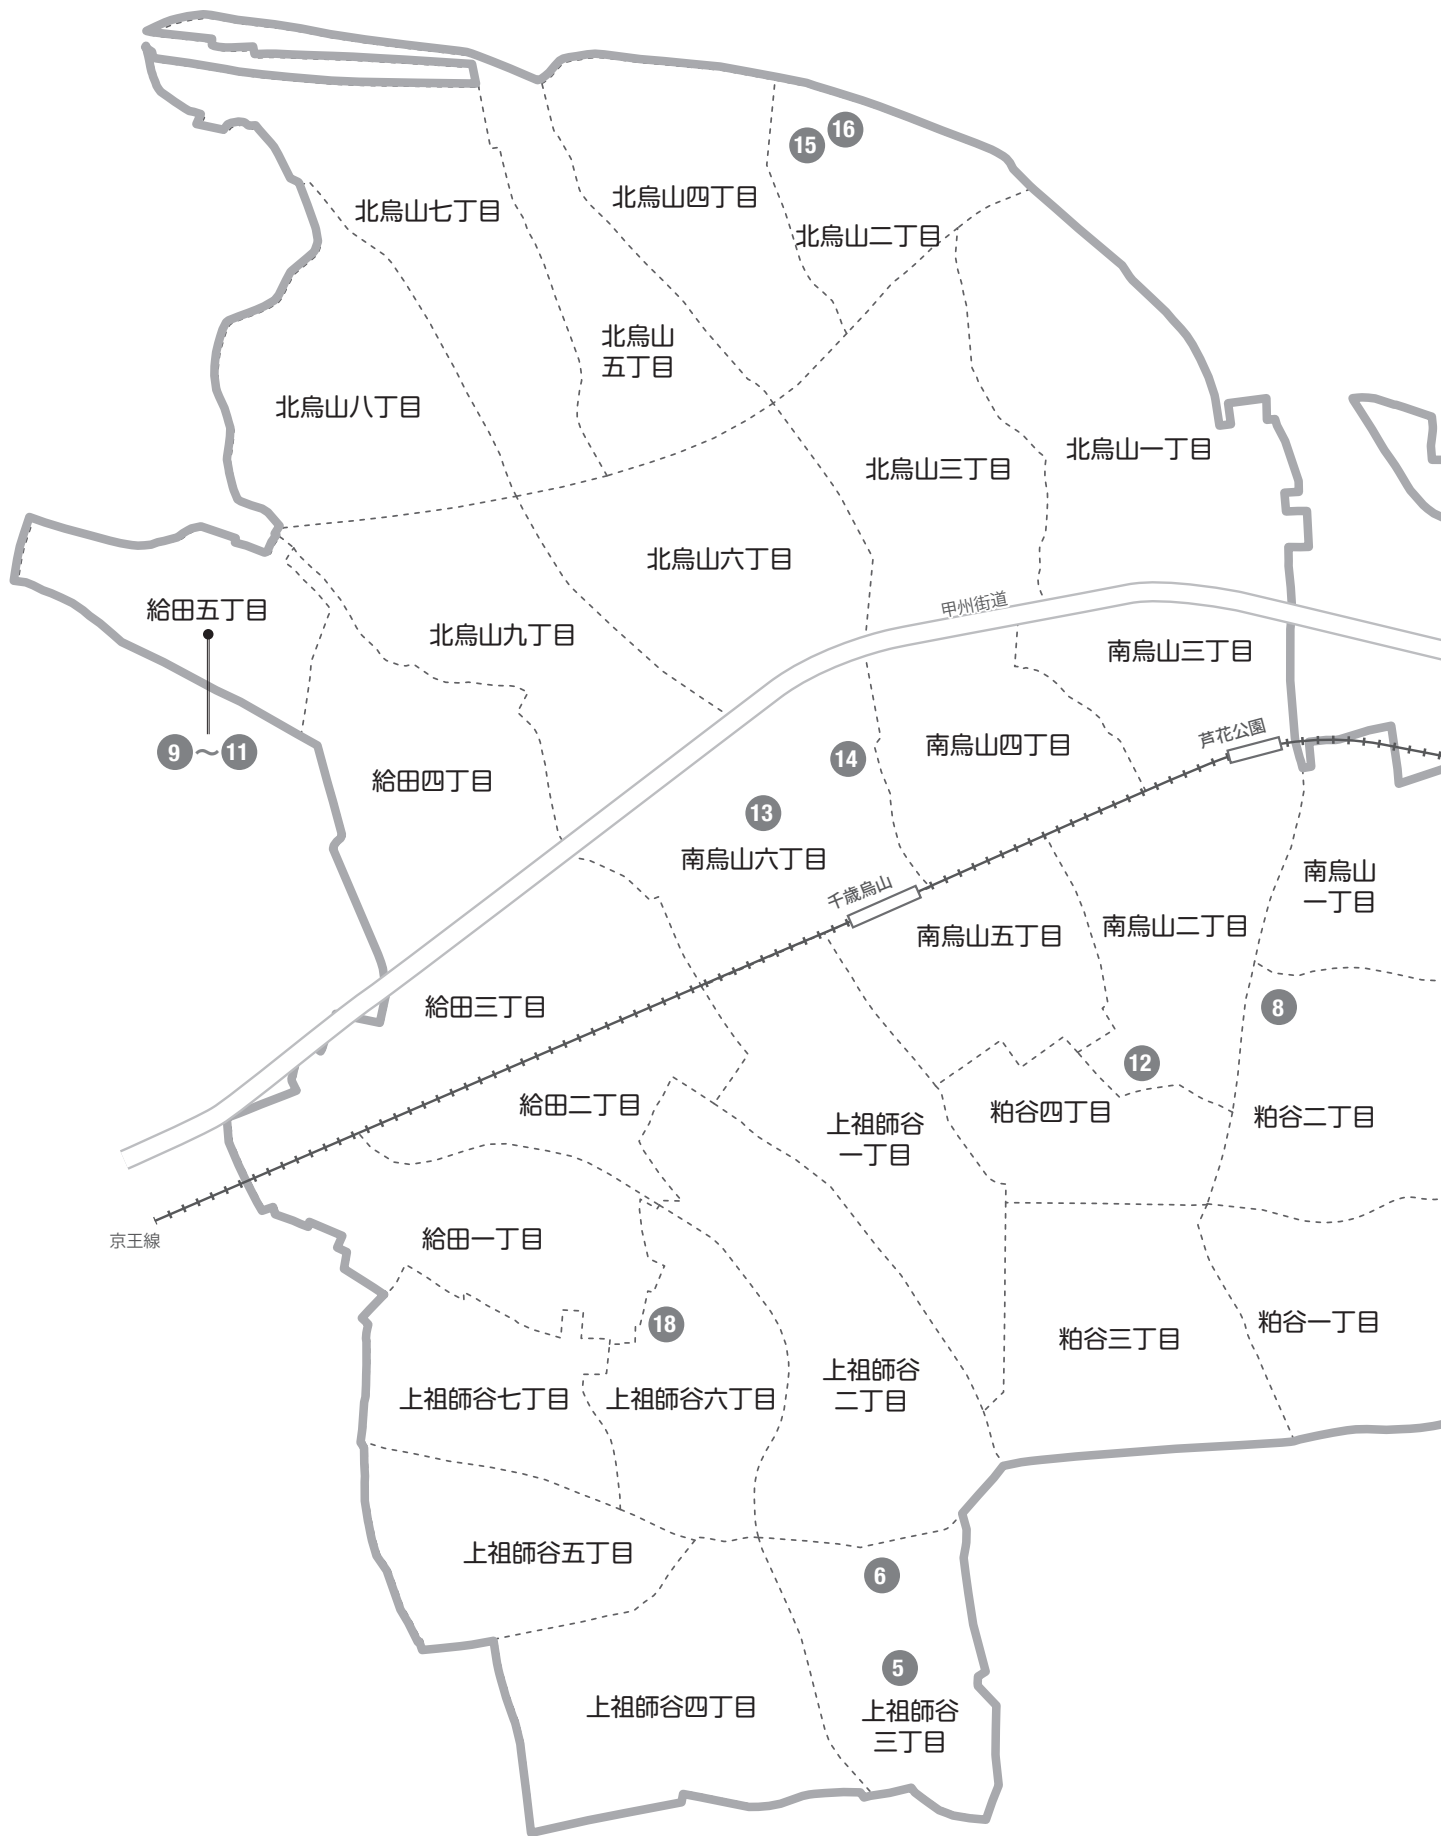 16
15
北烏山四丁目
北烏山七丁目
北烏山二丁目
北烏山
五丁目
北烏山八丁目
北烏山一丁目
北烏山三丁目
北烏山六丁目
甲州街道
給田五丁目
北烏山九丁目
南烏山三丁目
芦花公園
9～11
14
南烏山四丁目
給田四丁目
13
南烏山六丁目
南烏山
一丁目
千歳烏山
南烏山五丁目
南烏山二丁目
給田三丁目
8
12
給田二丁目
粕谷四丁目
粕谷二丁目
上祖師谷
一丁目
京王線
給田一丁目
18
粕谷一丁目
粕谷三丁目
上祖師谷
二丁目
上祖師谷七丁目
上祖師谷六丁目
上祖師谷五丁目
6
5
上祖師谷四丁目
上祖師谷
三丁目